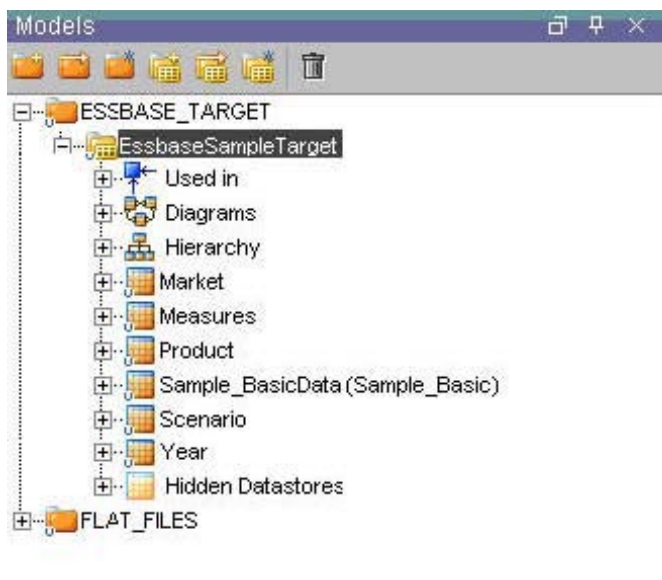 Models
ESSBASE_TARGET
EssbaseSampleTarget
Used in
Diagrams
Hierarchy
Market
Measures
Product
Sample_BasicData (Sample_Basic)
Scenario
Year
Hidden Datastores
FLAT_FILES